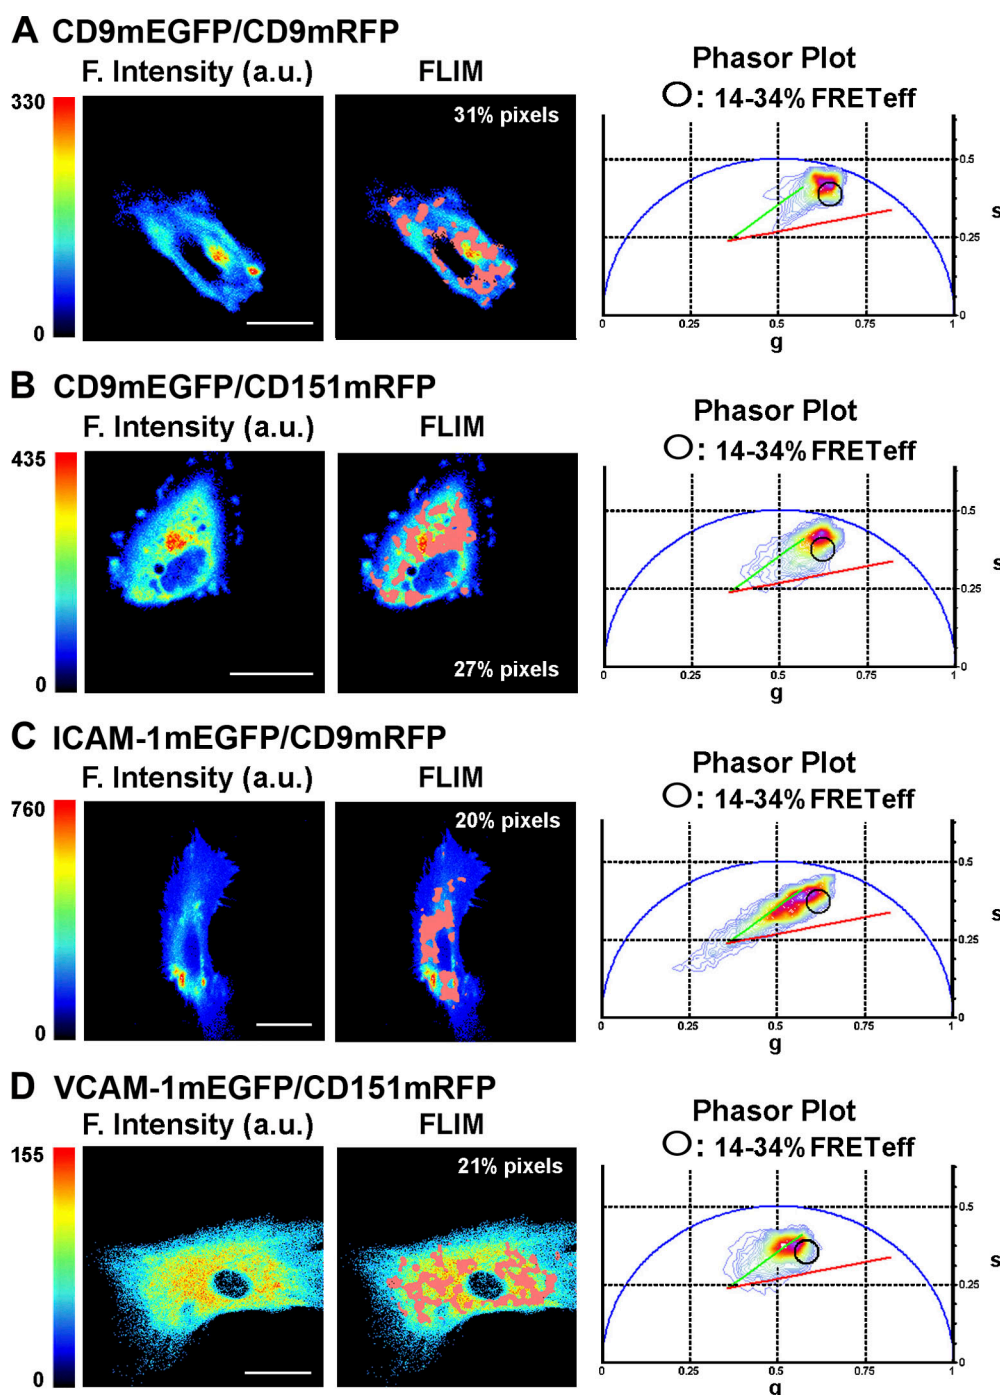 A CD9mEGFP/CD9mRFP
F. Intensity (a.u.) FLIM Phasor Plot
: 14-34% FRETeff
330
0
31% pixels
0.5
0.25
0
s
0 0.25 0.5 0.75 1
g
B CD9mEGFP/CD151mRFP
F. Intensity (a.u.) FLIM Phasor Plot
: 14-34% FRETeff
435
0
27% pixels
0.5
0.25
0
s
0 0.25 0.5 0.75 1
g
C ICAM-1mEGFP/CD9mRFP
F. Intensity (a.u.) FLIM Phasor Plot
: 14-34% FRETeff
760
0
20% pixels
0.5
0.25
0
s
0 0.25 0.5 0.75 1
g
D VCAM-1mEGFP/CD151mRFP
F. Intensity (a.u.) FLIM Phasor Plot
: 14-34% FRETeff
155
0
21% pixels
0.5
0.25
0
s
0 0.25 0.5 0.75 1
g